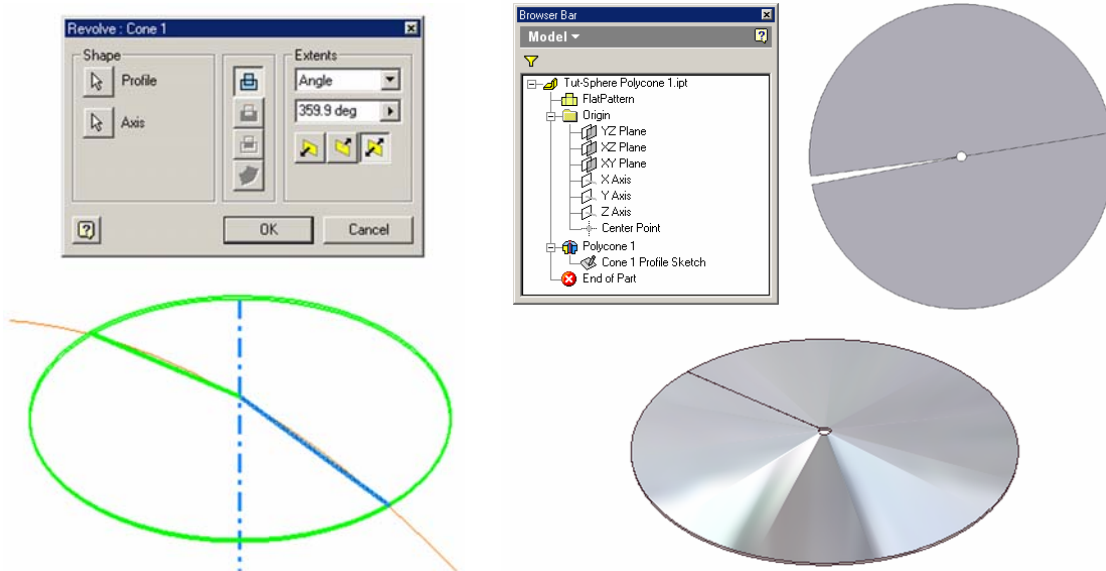 Revolve : Cone 1
Shape
Profile
Axis
Extents
Angle
359.9 deg
OK
Cancel
Browser Bar
Model
Tut-Sphere Polycone 1.ipt
FlatPattern
Origin
YZ Plane
XZ Plane
XY Plane
X Axis
Y Axis
Z Axis
Center Point
Polycone 1
Cone 1 Profile Sketch
End of Part